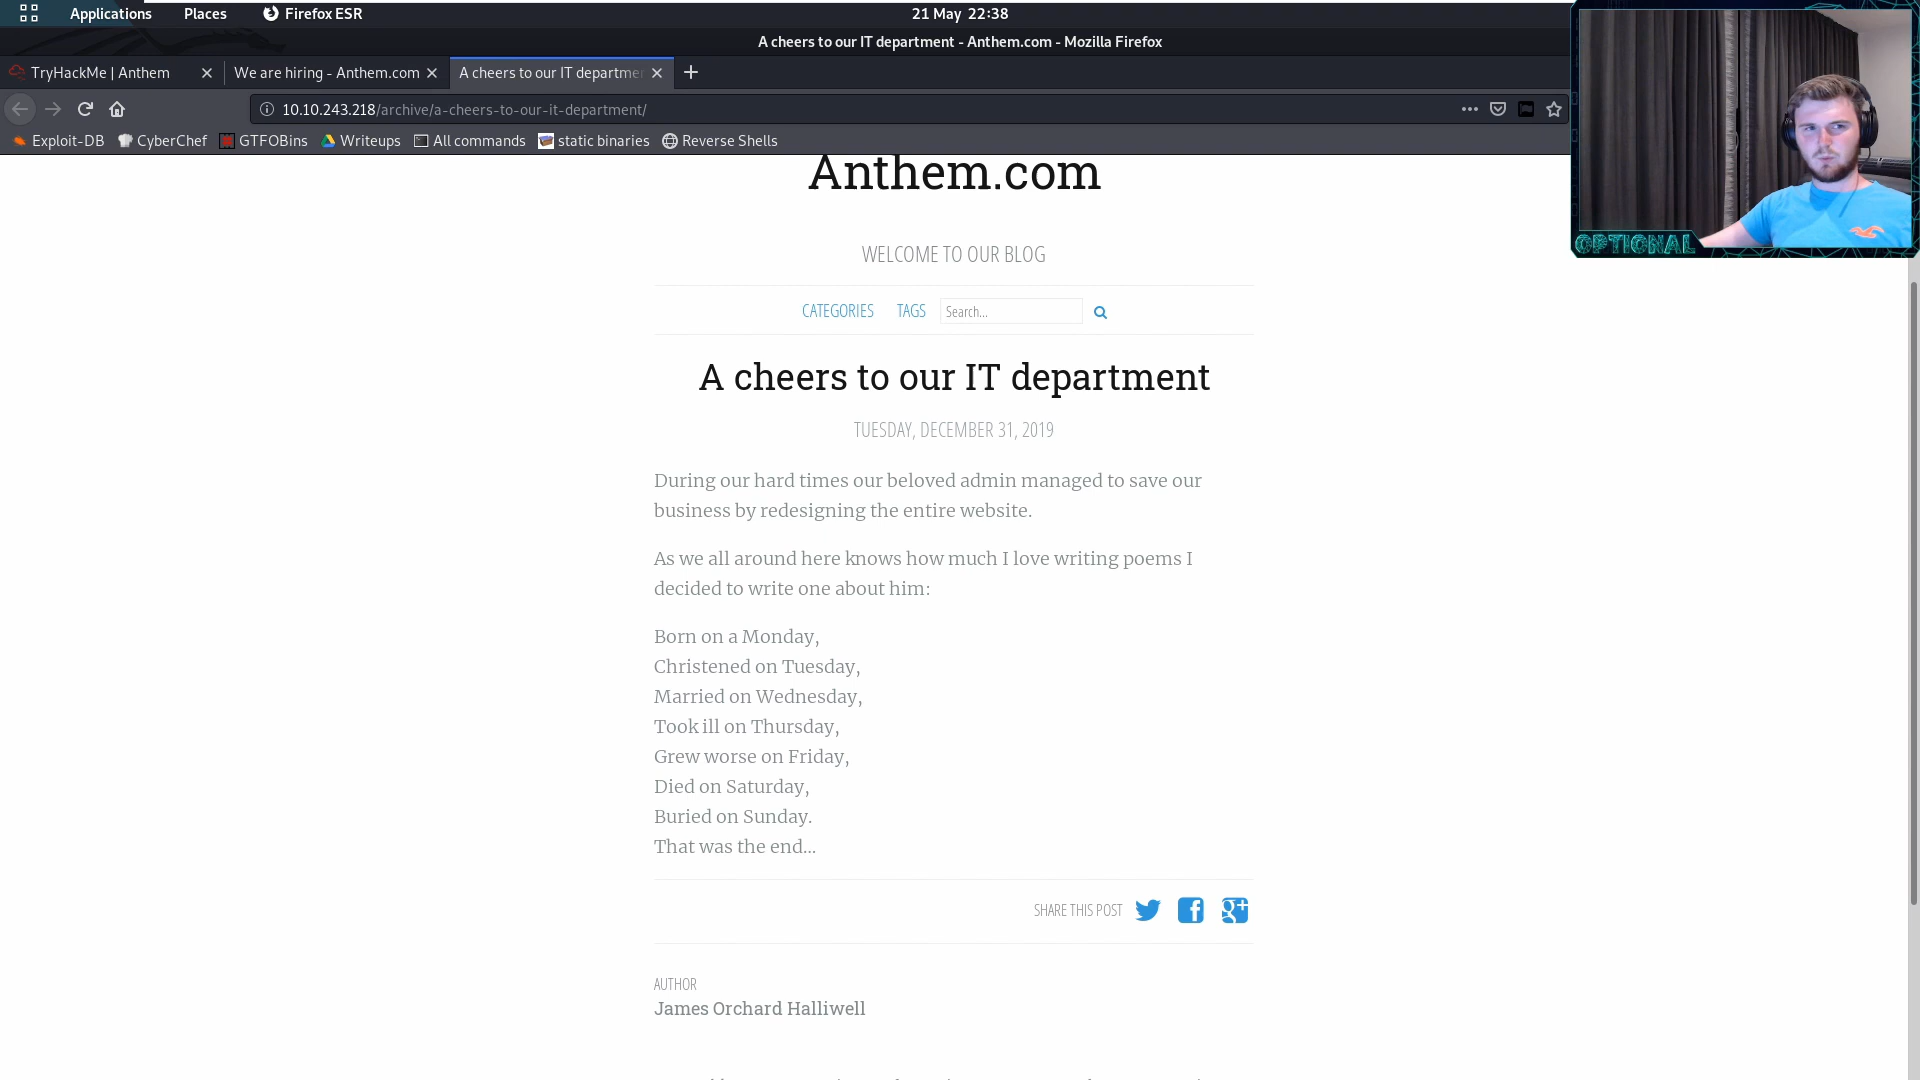 Applications Places Firefox ESR 21 May 22:38
A cheers to our IT department - Anthem.com - Mozilla Firefox
TryHackMe | Anthem We are hiring - Anthem.com A cheers to our IT departme
10.10.243.218/archive/a-cheers-to-our-it-department/
Exploit-DB CyberChef GTFOBins Writeups All commands static binaries Reverse Shells
OPTIONAL
Anthem.com
WELCOME TO OUR BLOG
CATEGORIES TAGS Search...
A cheers to our IT department
TUESDAY, DECEMBER 31, 2019
During our hard times our beloved admin managed to save our
business by redesigning the entire website.
As we all around here knows how much I love writing poems I
decided to write one about him:
Born on a Monday,
Christened on Tuesday,
Married on Wednesday,
Took ill on Thursday,
Grew worse on Friday,
Died on Saturday,
Buried on Sunday.
That was the end…
SHARE THIS POST
AUTHOR
James Orchard Halliwell